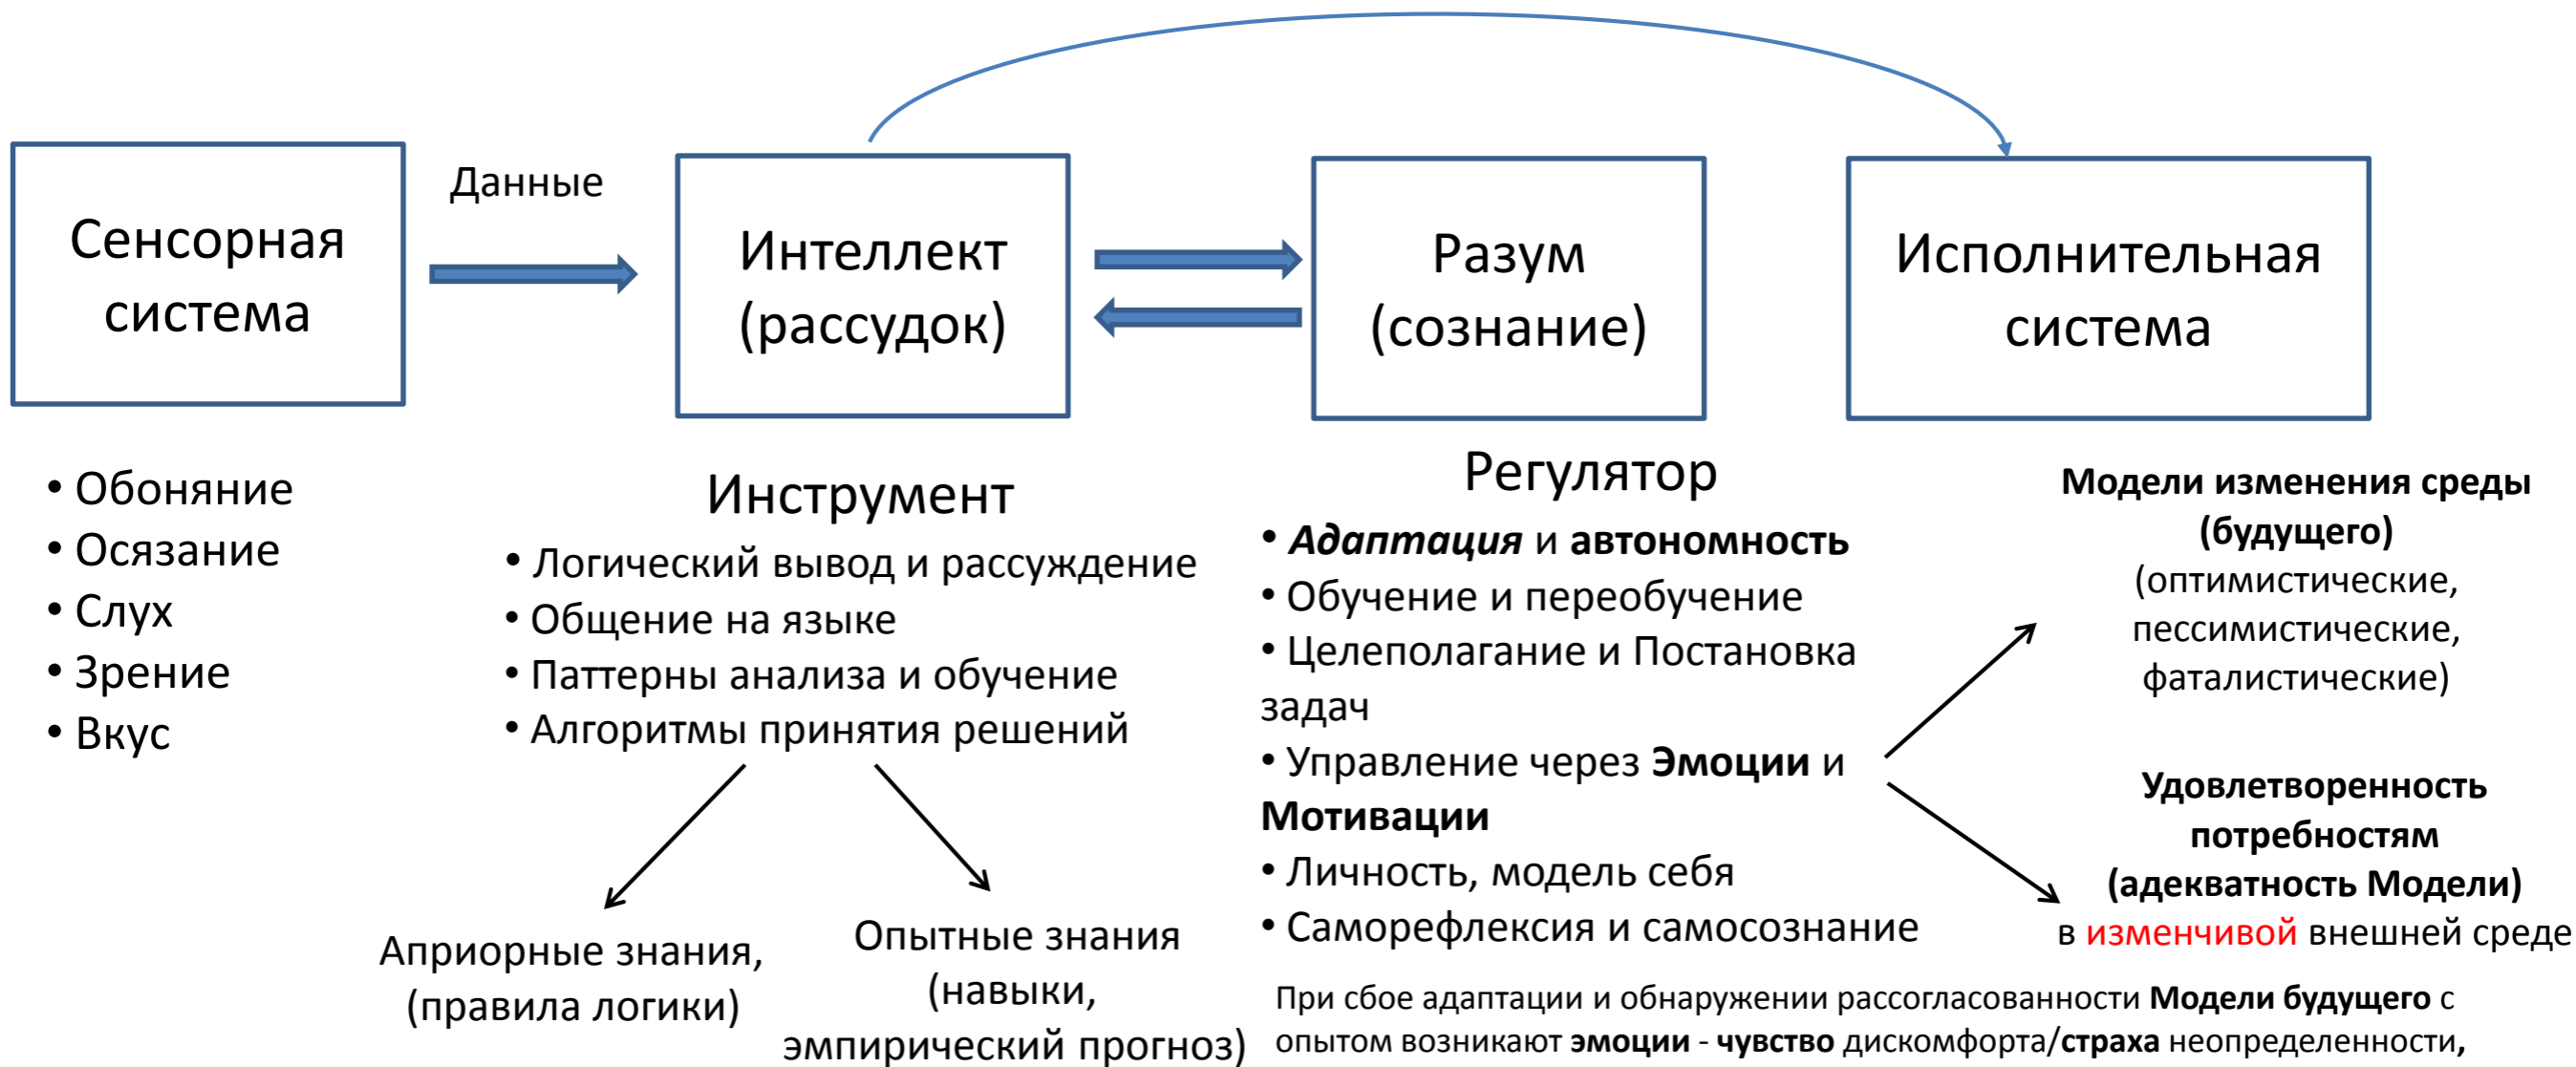 Данные
Сенсорная
система
Интеллект
(рассудок)
Разум
(сознание)
Исполнительная
система
• Обоняние
• Осязание
• Слух
• Зрение
• Вкус
Инструмент
• Логический вывод и рассуждение
• Общение на языке
• Паттерны анализа и обучение
• Алгоритмы принятия решений
Априорные знания,
(правила логики)
Опытные знания
(навыки,
эмпирический прогноз)
Регулятор
• Адаптация и автономность
• Обучение и переобучение
• Целеполагание и Постановка
задач
• Управление через Эмоции и
Мотивации
• Личность, модель себя
• Саморефлексия и самосознание
Модели изменения среды
(будущего)
(оптимистические,
пессимистические,
фаталистические)
Удовлетворенность
потребностям
(адекватность Модели)
в изменчивой внешней среде
При сбое адаптации и обнаружении рассогласованности Модели будущего с
опытом возникают эмоции - чувство дискомфорта/страха неопределенности,